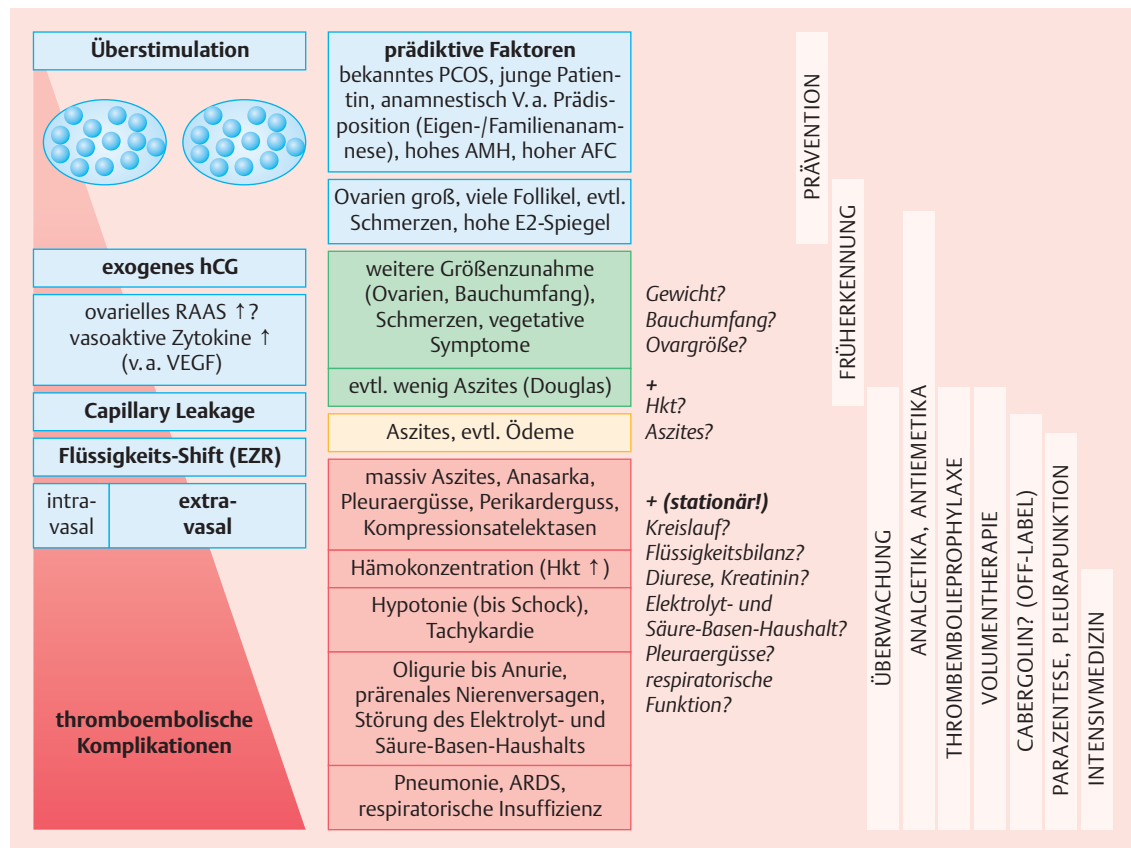 Überstimulation
exogenes hCG
ovarielles RAAS ↑?
vasoaktive Zytokine ↑
(v. a. VEGF)
Capillary Leakage
Flüssigkeits-Shift (EZR)
intra-
vasal
extra-
vasal
thromboembolische
Komplikationen
prädiktive Faktoren
bekanntes PCOS, junge Patien-
tin, anamnestisch V. a. Prädis-
position (Eigen-/Familienanam-
nese), hohes AMH, hoher AFC
Ovarien groß, viele Follikel, evtl.
Schmerzen, hohe E2-Spiegel
weitere Größenzunahme
(Ovarien, Bauchumfang),
Schmerzen, vegetative
Symptome
evtl. wenig Aszites (Douglas)
Aszites, evtl. Ödeme
massiv Aszites, Anasarka,
Pleuraergüsse, Perikarderguss,
Kompressionsatelektasen
Hämokonzentration (Hkt ↑)
Hypotonie (bis Schock),
Tachykardie
Oligurie bis Anurie,
prärenales Nierenversagen,
Störung des Elektrolyt- und
Säure-Basen-Haushalts
Pneumonie, ARDS,
respiratorische Insuffizienz
Gewicht?
Bauchumfang?
Ovargröße?
+
Hkt?
Aszites?
+ (stationär!)
Kreislauf?
Flüssigkeitsbilanz?
Diurese, Kreatinin?
Elektrolyt- und
Säure-Basen-Haushalt?
Pleuraergüsse?
respiratorische
Funktion?
PRÄVENTION
FRÜHERKENNUNG
ÜBERWACHUNG
ANALGETIKA, ANTIEMETIKA
THROMBEMBOLIEPROPHYLAXE
VOLUMENTHERAPIE
CABERGOLIN? (OFF-LABEL)
PARAZENTESE, PLEURAPUNKTION
INTENSIVMEDIZIN